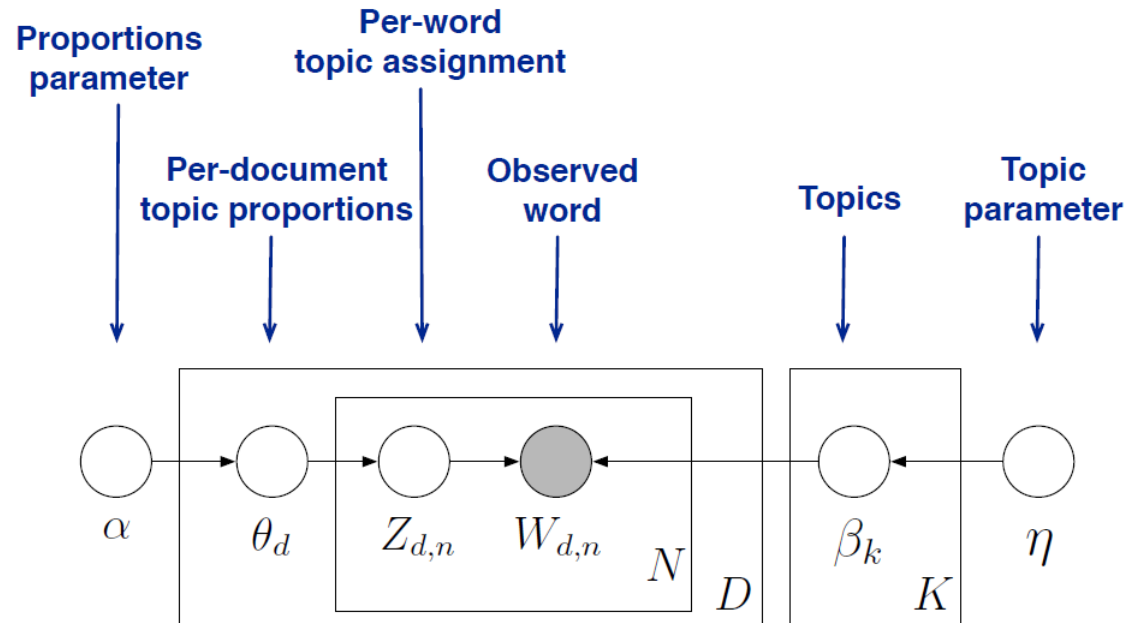 Proportions
parameter
Per-word
topic assignment
Per-document
topic proportions
Observed
word
Topics
Topic
parameter
α
θ_d
Z_{d,n}
W_{d,n}
N
D
β_k
K
η